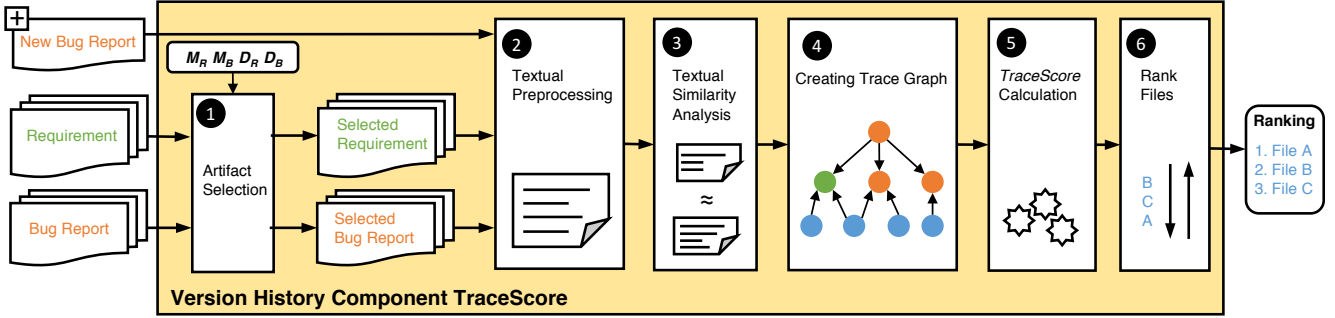 New Bug Report
M_R M_B D_R D_B
Requirement
Bug Report
1
Artifact
Selection
Selected
Requirement
Selected
Bug Report
2
Textual
Preprocessing
3
Textual
Similarity
Analysis
≈
4
Creating Trace Graph
5
TraceScore
Calculation
6
Rank
Files
B
C
A
Ranking
1. File A
2. File B
3. File C
Version History Component TraceScore